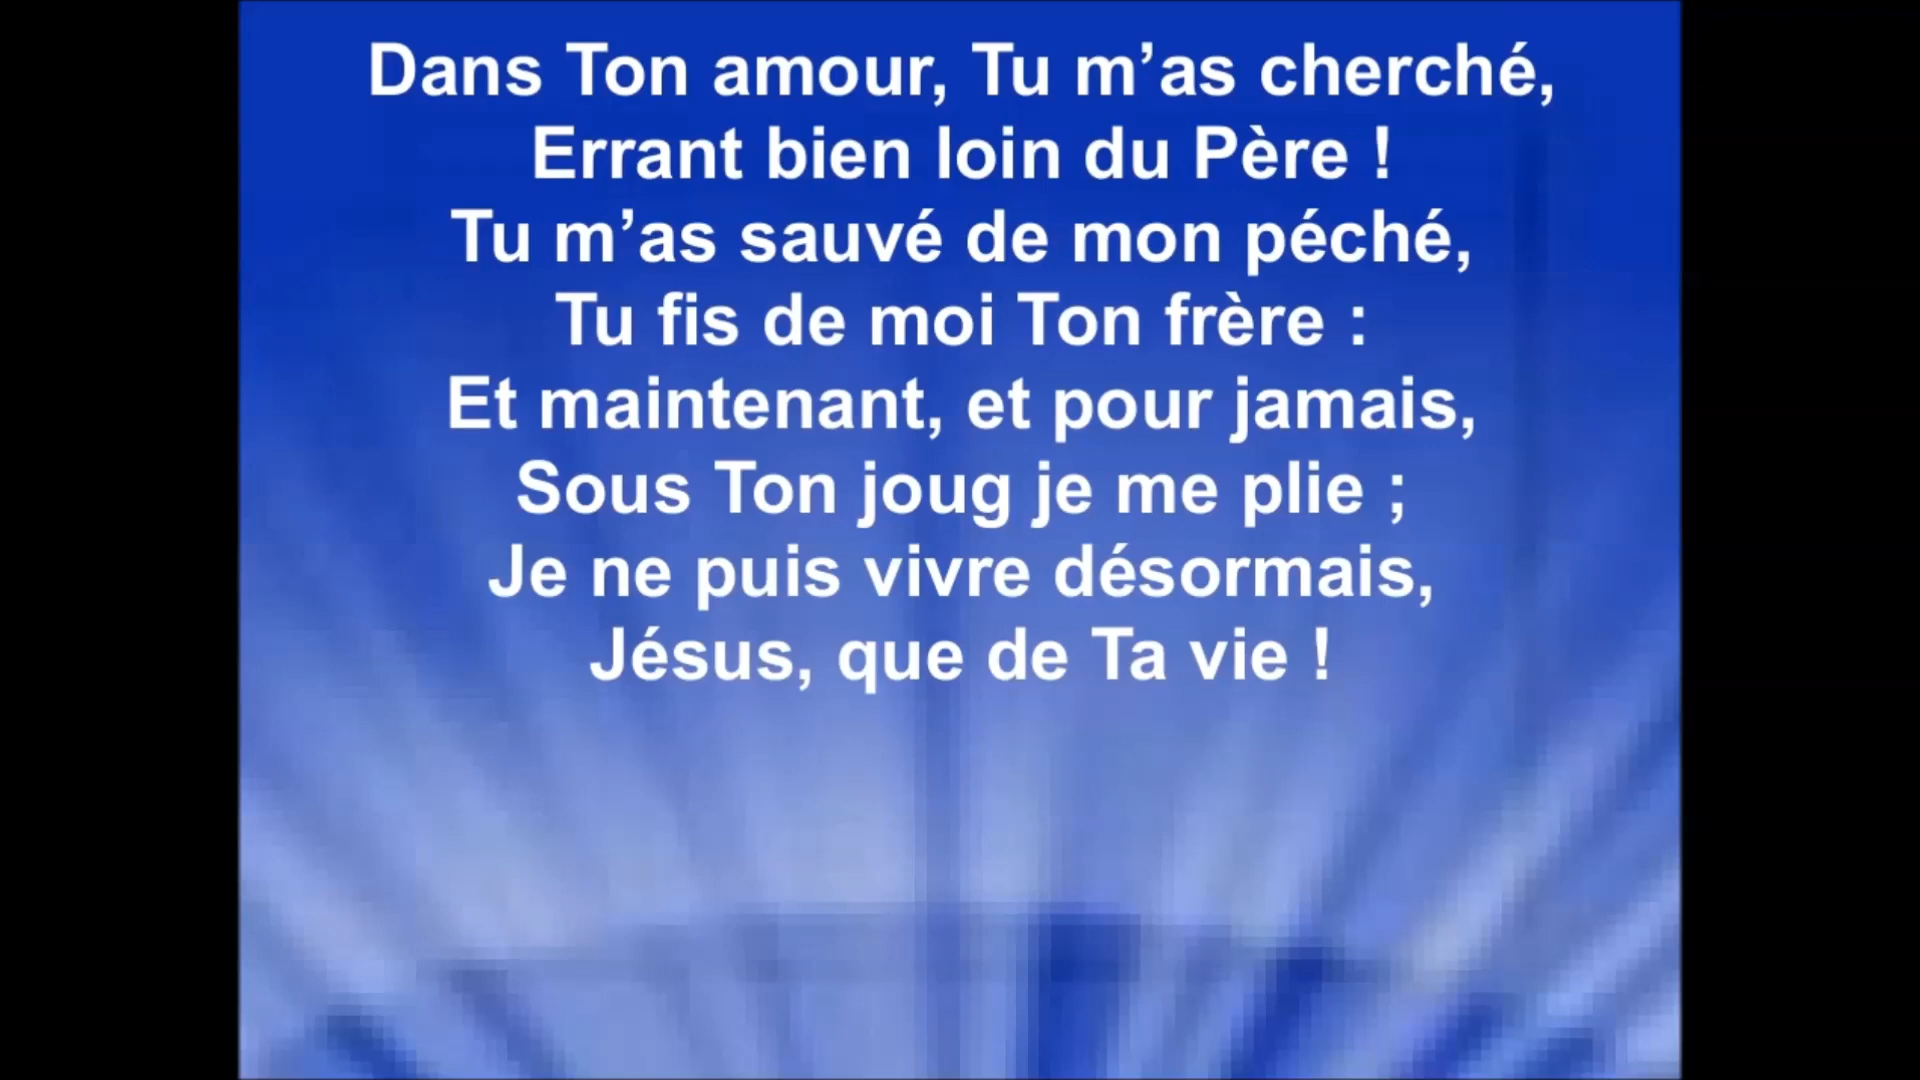 Dans Ton amour, Tu m’as cherché,
Errant bien loin du Père !
Tu m’as sauvé de mon péché,
Tu fis de moi Ton frère :
Et maintenant, et pour jamais,
Sous Ton joug je me plie ;
Je ne puis vivre désormais,
Jésus, que de Ta vie !